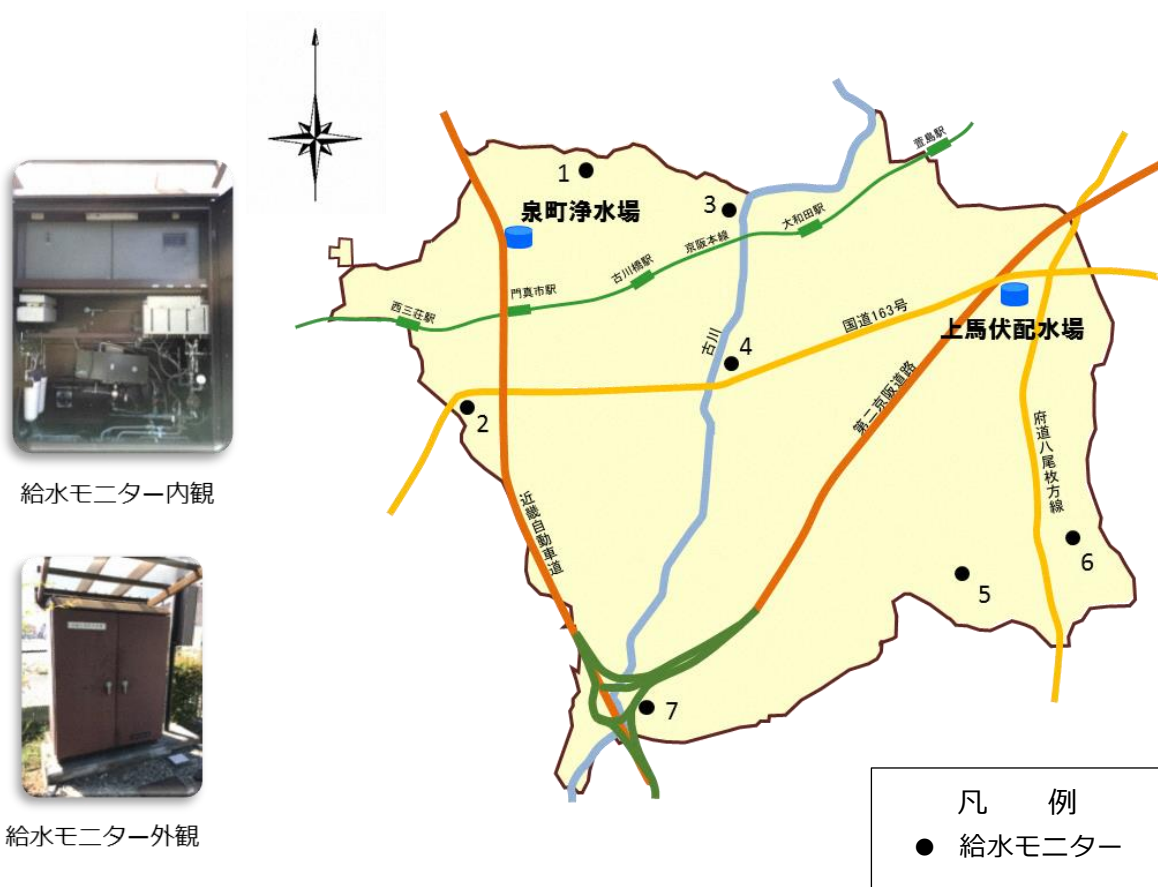 1
泉町浄水場
3
萱島駅
大和田駅
京阪本線
古川橋駅
門真市駅
西三荘駅
上馬伏配水場
国道163号
古川
4
2
第二京阪道路
府道八尾枚方線
近畿自動車道
6
5
7
給水モニター内観
給水モニター外観
凡 例
● 給水モニター